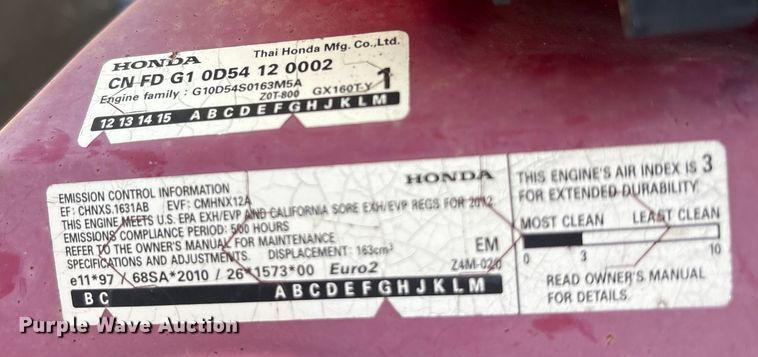 HONDA Thai Honda Mfg. Co.,Ltd.
CN FD G1 0D54 12 0002
Engine family : G10D54S0163M5A
Z0T-800 GX160T-Y 1
12 13 14 15 A B C D E F G H J K L M
EMISSION CONTROL INFORMATION HONDA
EF: CHNXS.1631AB EVF: CMHNX12A
THIS ENGINE MEETS U.S. EPA EXH/EVP AND CALIFORNIA SORE EXH/EVP REGS FOR 2012
EMISSIONS COMPLIANCE PERIOD: 500 HOURS
REFER TO THE OWNER'S MANUAL FOR MAINTENANCE
SPECIFICATIONS AND ADJUSTMENTS. DISPLACEMENT: 163cm³ EM
e11*97 / 68SA*2010 / 26*1573*00 Euro2 Z4M-020
B C A B C D E F G H J K L M
THIS ENGINE'S AIR INDEX IS 3
FOR EXTENDED DURABILITY.
MOST CLEAN LEAST CLEAN
0 3 10
READ OWNER'S MANUAL
FOR DETAILS.
Purple Wave Auction